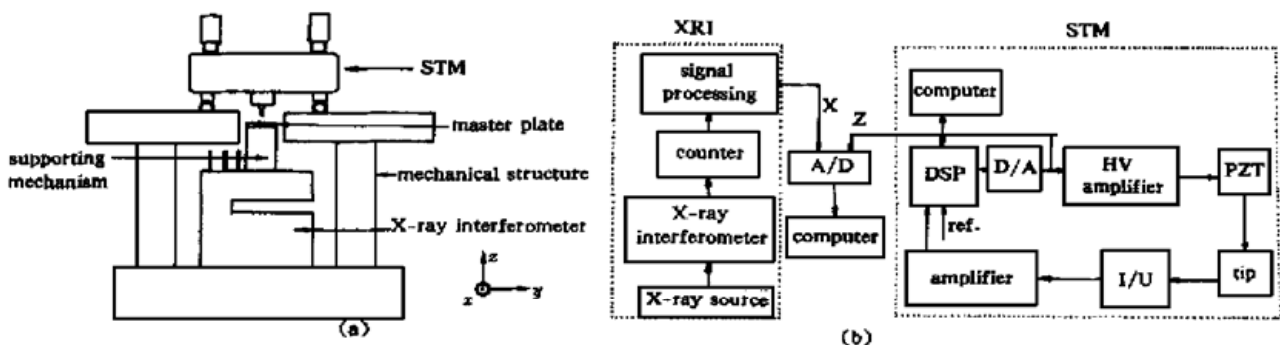 STM
master plate
supporting
mechanism
mechanical structure
X-ray interferometer
z
x
y
(a)
XRI
signal
processing
counter
X-ray
interferometer
X-ray source
X
Z
A/D
computer
STM
computer
DSP
D/A
HV
amplifier
PZT
ref.
amplifier
I/U
tip
(b)